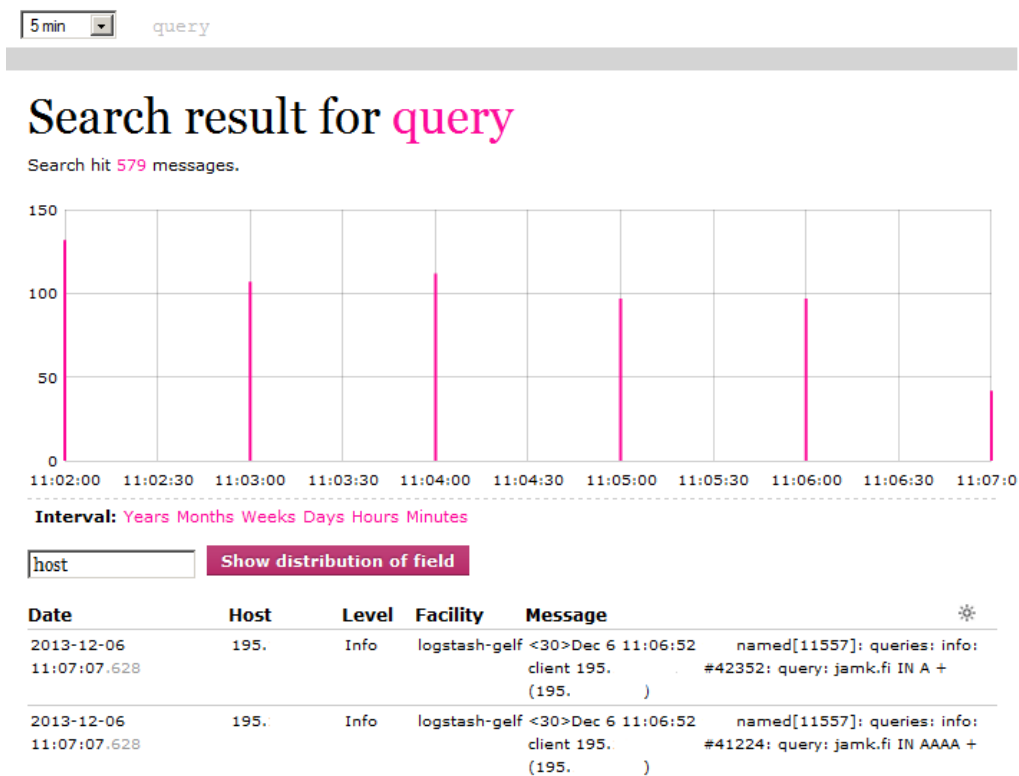 5 min query
Search result for query
Search hit 579 messages.
150
100
50
0
11:02:00 11:02:30 11:03:00 11:03:30 11:04:00 11:04:30 11:05:00 11:05:30 11:06:00 11:06:30 11:07:0
Interval: Years Months Weeks Days Hours Minutes
host Show distribution of field
Date Host Level Facility Message
2013-12-06 195. Info logstash-gelf <30>Dec 6 11:06:52 named[11557]: queries: info:
11:07:07.628 client 195. #42352: query: jamk.fi IN A +
(195. )
2013-12-06 195. Info logstash-gelf <30>Dec 6 11:06:52 named[11557]: queries: info:
11:07:07.628 client 195. #41224: query: jamk.fi IN AAAA +
(195. )